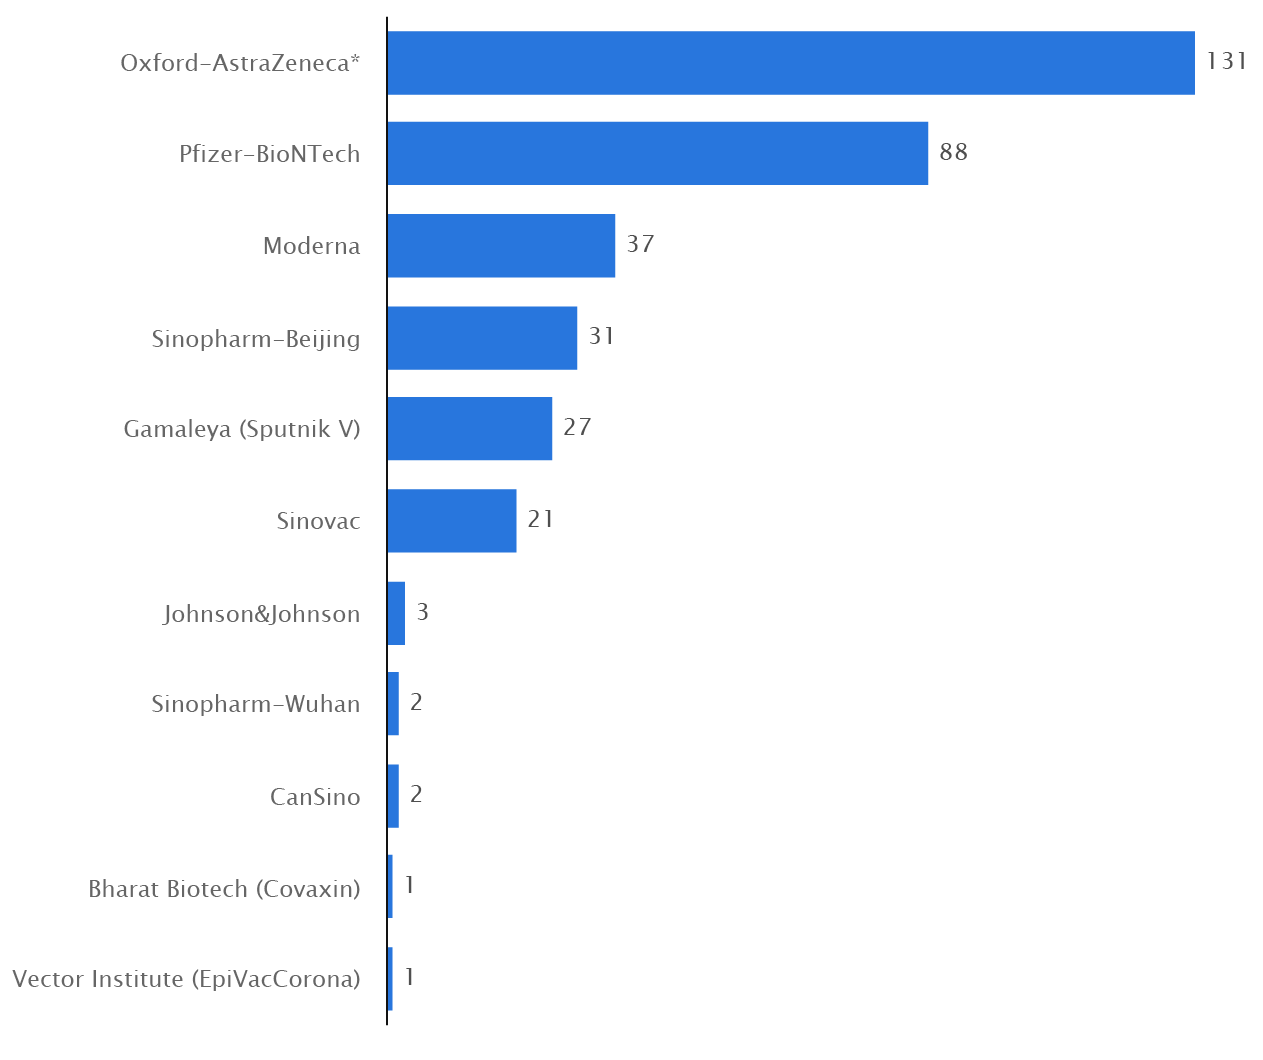 Oxford-AstraZeneca* 131
Pfizer-BioNTech 88
Moderna 37
Sinopharm-Beijing 31
Gamaleya (Sputnik V) 27
Sinovac 21
Johnson&Johnson 3
Sinopharm-Wuhan 2
CanSino 2
Bharat Biotech (Covaxin) 1
Vector Institute (EpiVacCorona) 1